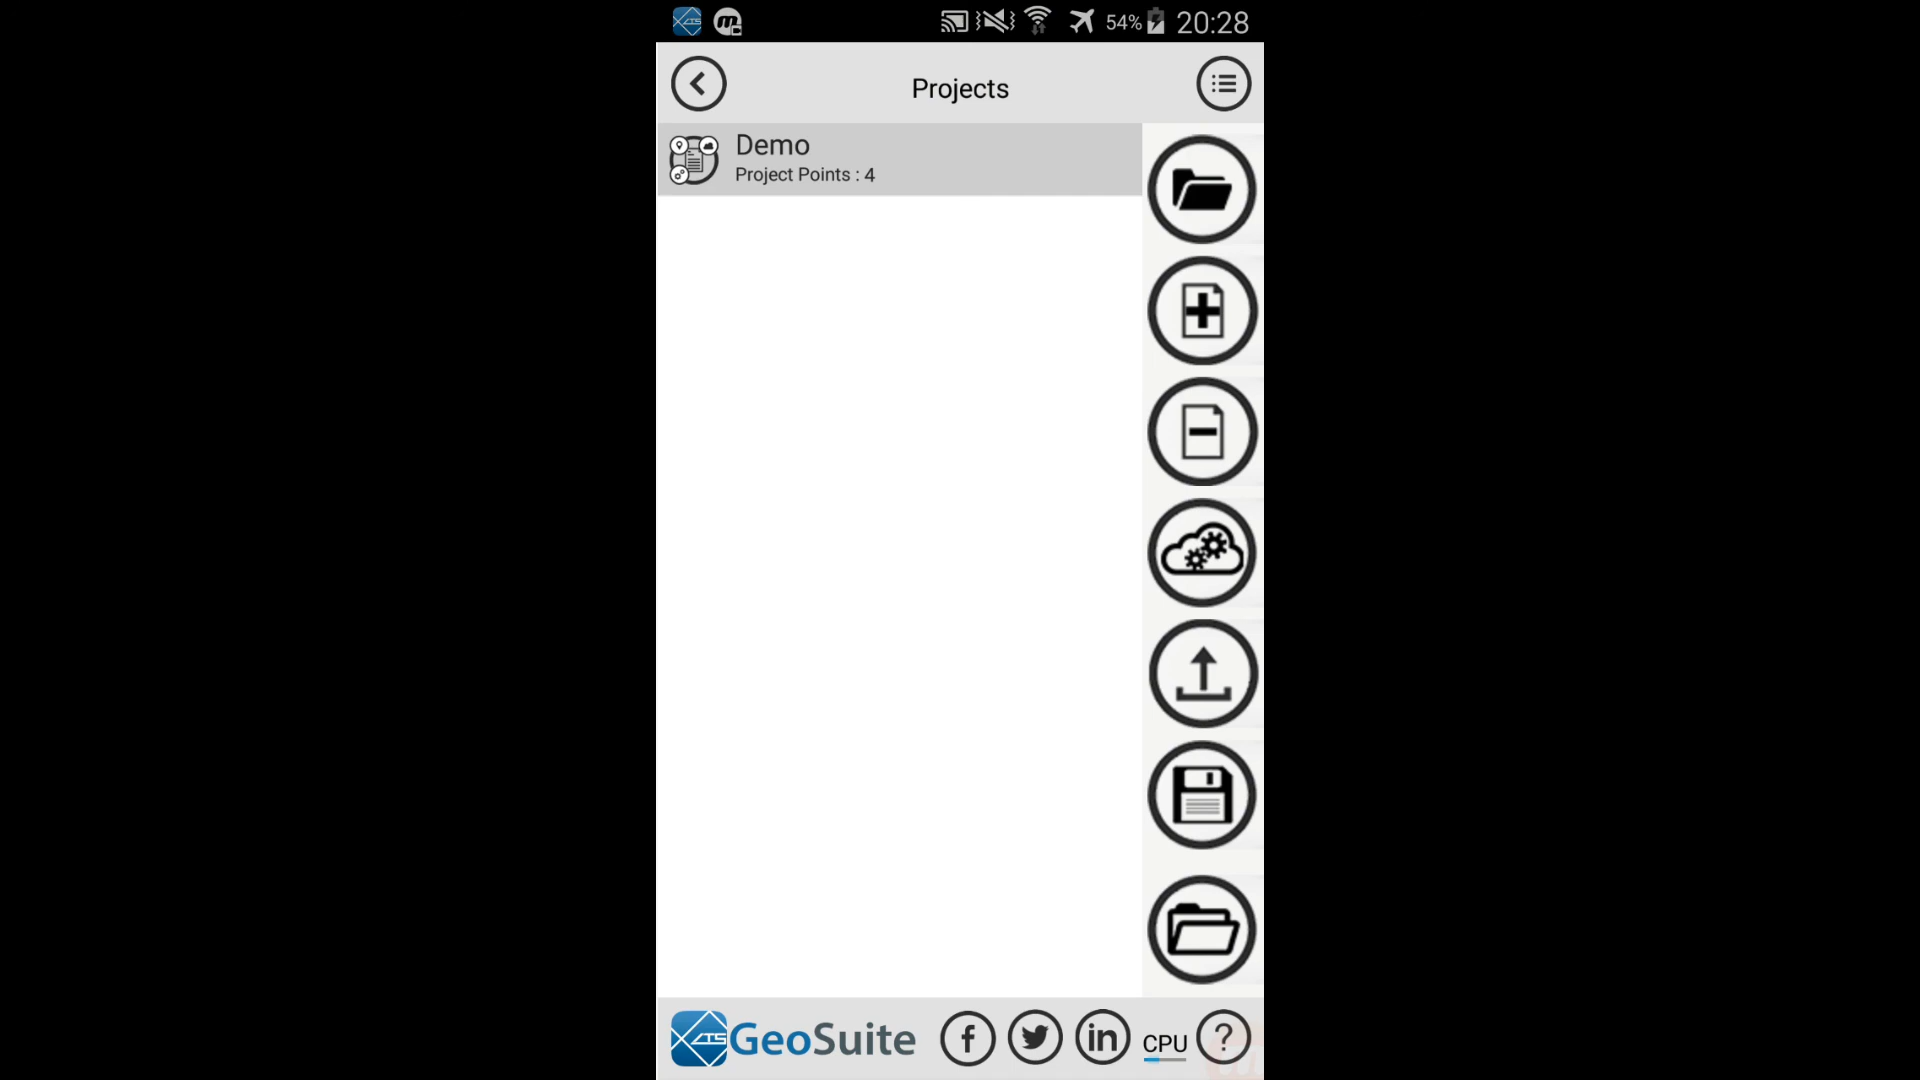 54% 20:28
Projects
Demo
Project Points : 4
GeoSuite
CPU